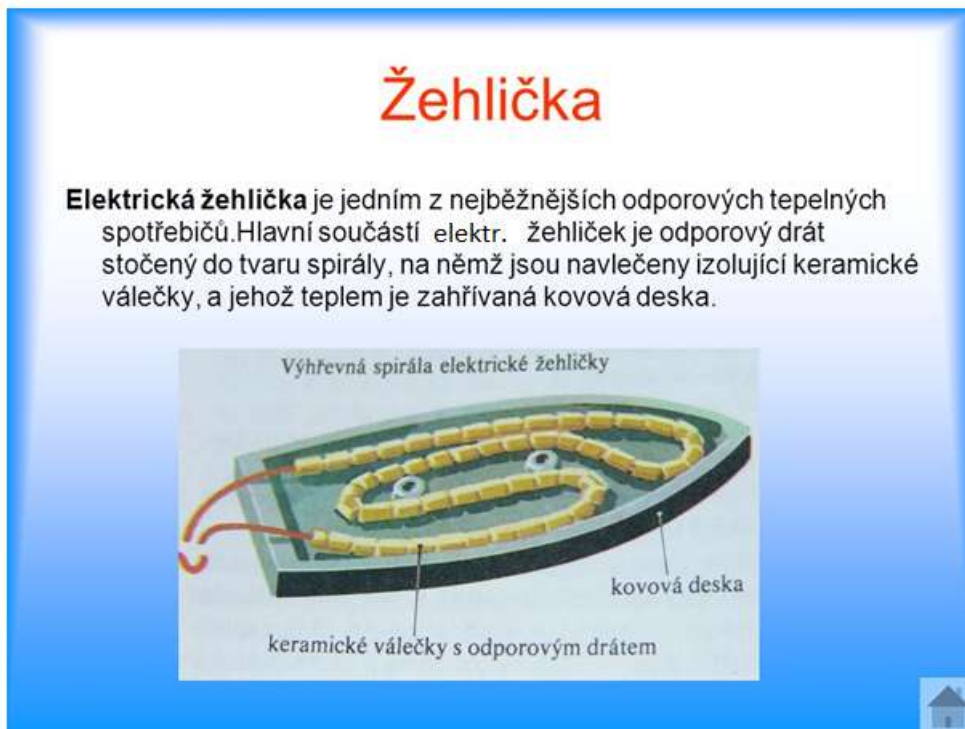 Žehlička
Elektrická žehlička je jedním z nejběžnějších odporových tepelných
spotřebičů.Hlavní součástí elektr. žehliček je odporový drát
stočený do tvaru spirály, na němž jsou navlečeny izolující keramické
válečky, a jehož teplem je zahřívaná kovová deska.
Výhřevná spirála elektrické žehličky
kovová deska
keramické válečky s odporovým drátem